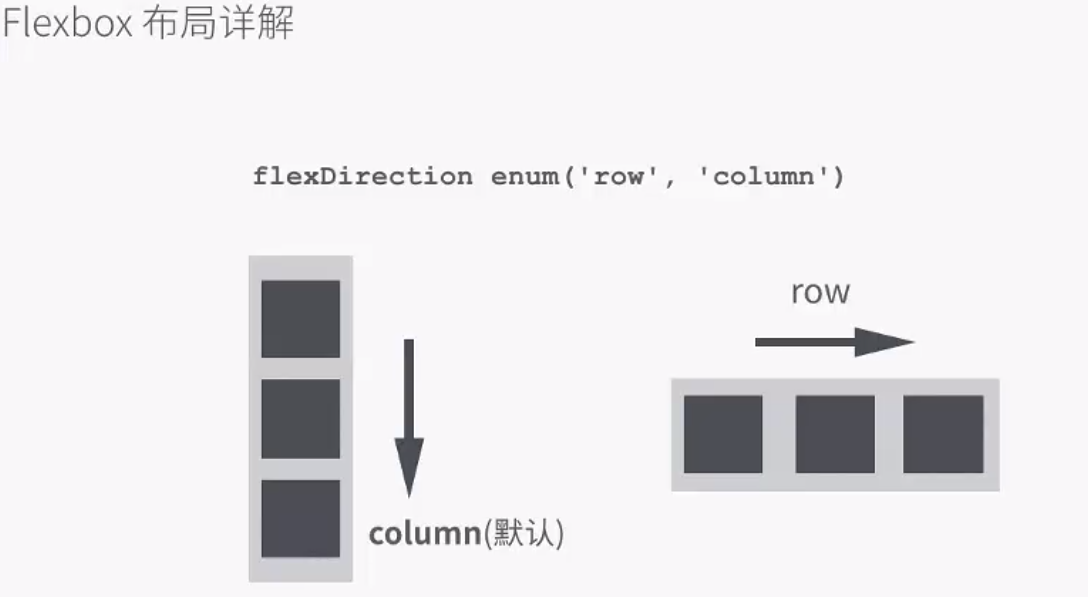 Flexbox 布局详解
flexDirection enum('row', 'column')
row
column(默认)